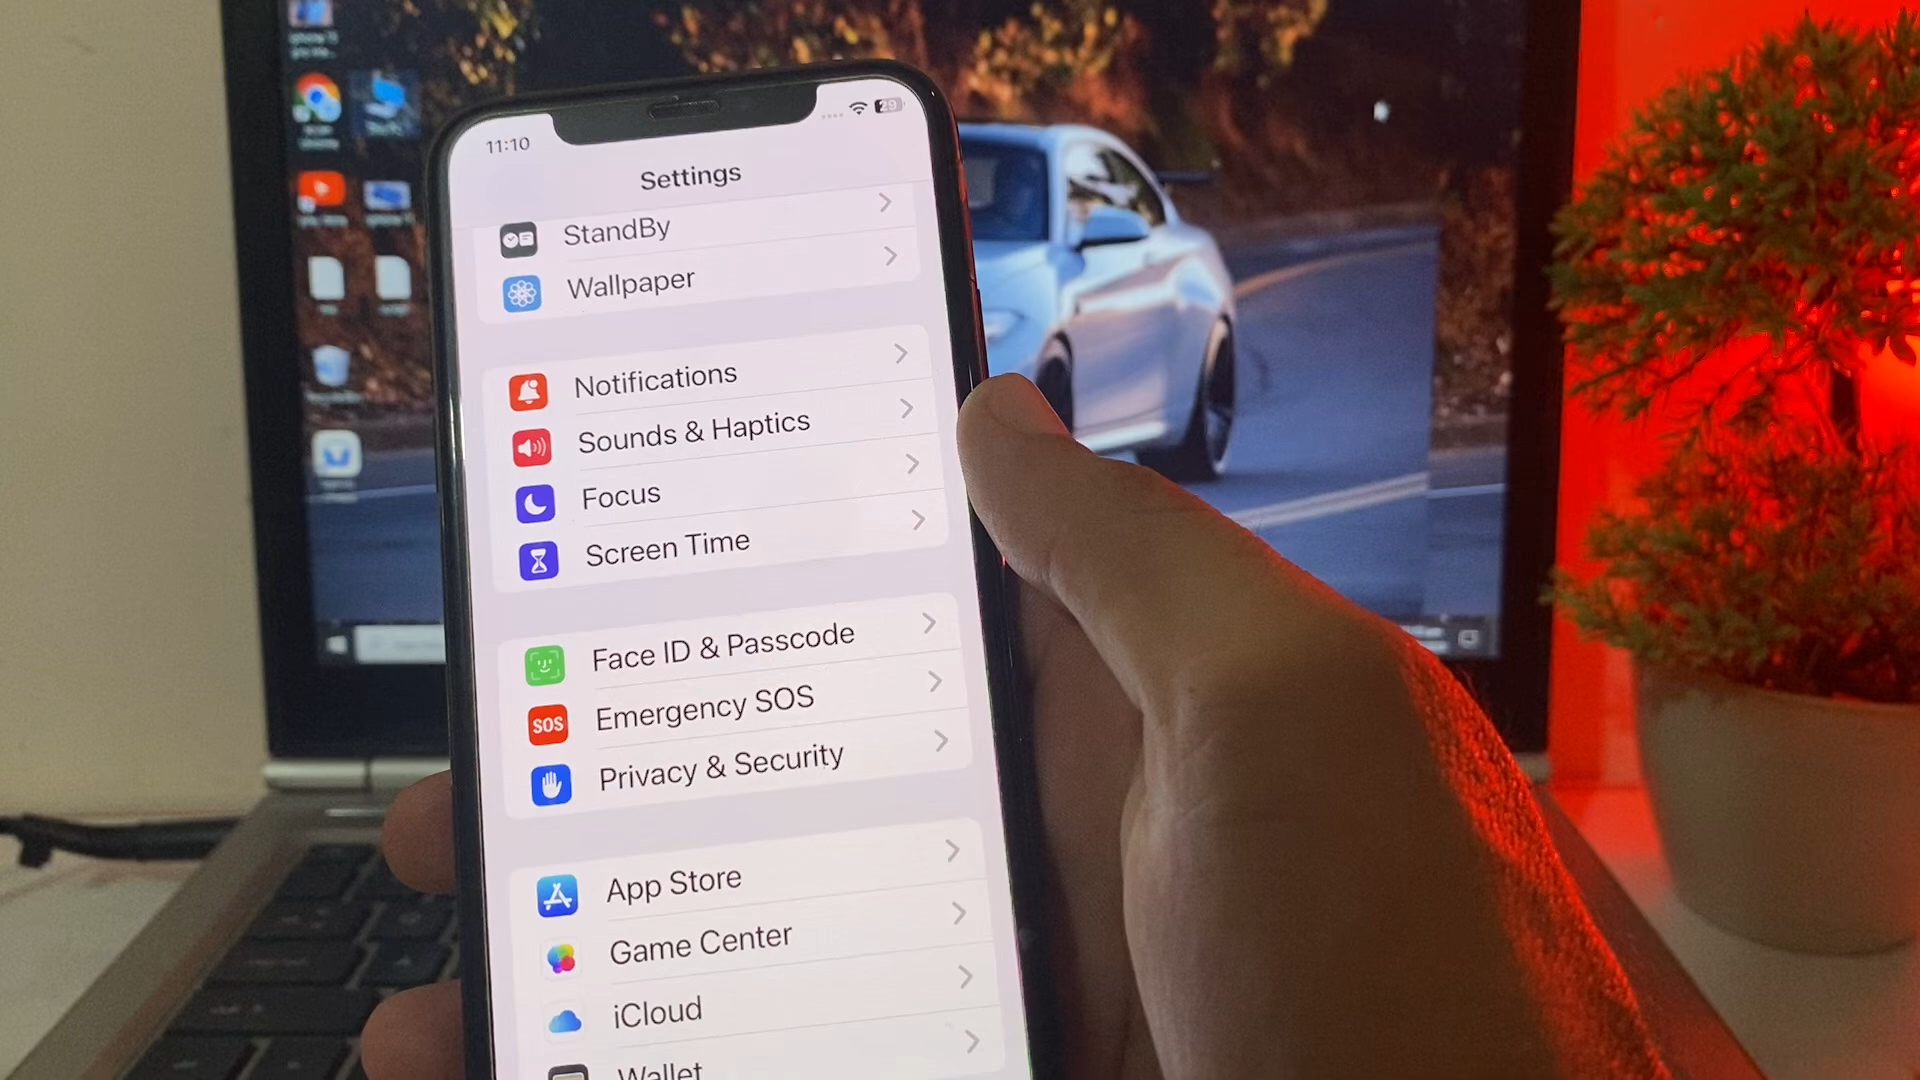 11:10
29
Settings
StandBy
Wallpaper
Notifications
Sounds & Haptics
Focus
Screen Time
Face ID & Passcode
SOS
Emergency SOS
Privacy & Security
App Store
Game Center
iCloud
Wallet